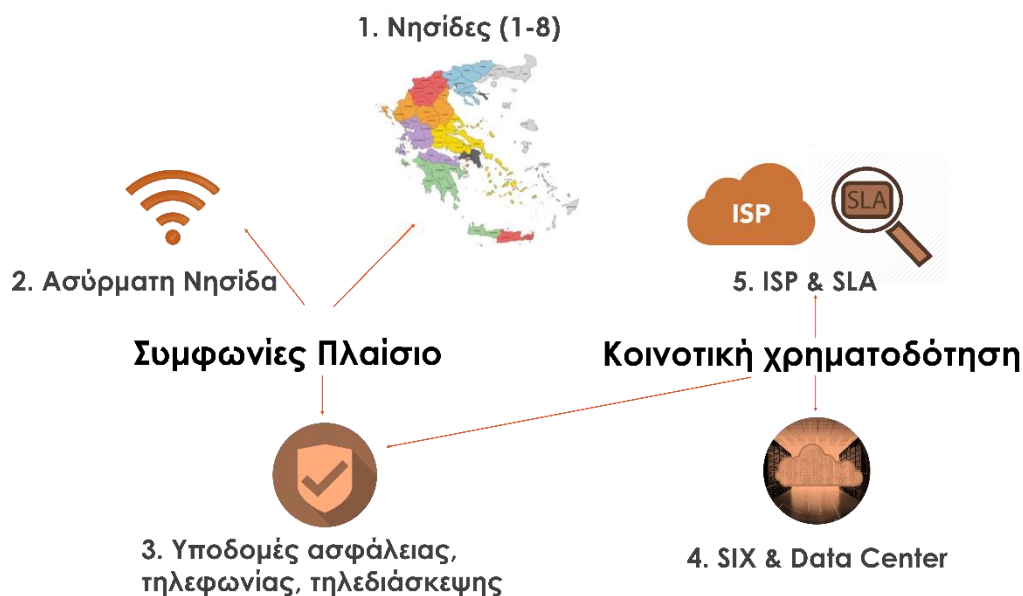 1. Νησίδες (1-8)
ISP
SLA
2. Ασύρματη Νησίδα
5. ISP & SLA
Συμφωνίες Πλαίσιο
Κοινοτική χρηματοδότηση
3. Υποδομές ασφάλειας,
τηλεφωνίας, τηλεδιάσκεψης
4. SIX & Data Center